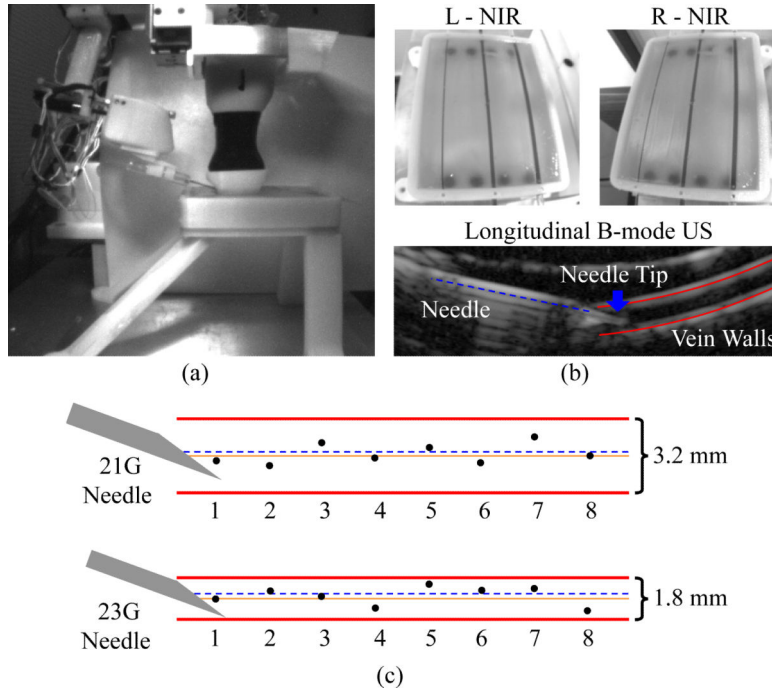 L - NIR
R - NIR
Longitudinal B-mode US
Needle Tip
Needle
Vein Walls
(a)
(b)
21G
Needle
3.2 mm
1 2 3 4 5 6 7 8
23G
Needle
1.8 mm
1 2 3 4 5 6 7 8
(c)